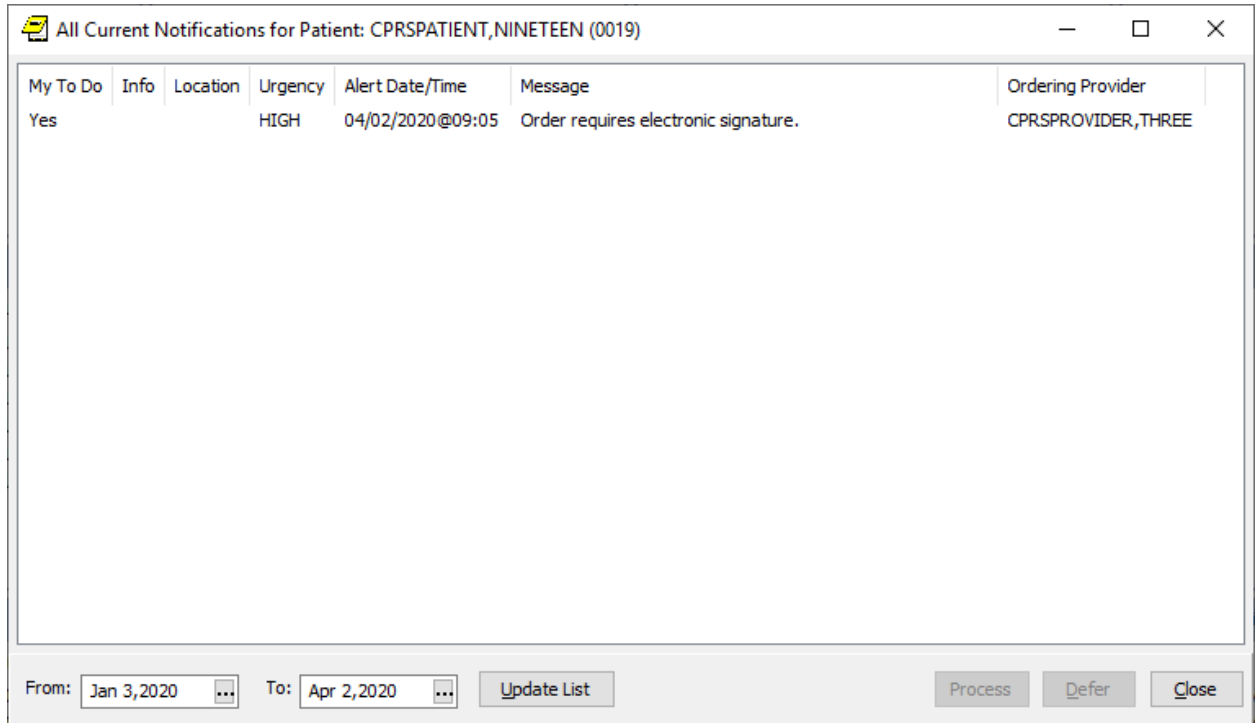 All Current Notifications for Patient: CPRSPATIENT,NINETEEN (0019)
My To Do Info Location Urgency Alert Date/Time Message Ordering Provider
Yes HIGH 04/02/2020@09:05 Order requires electronic signature. CPRSPROVIDER,THREE
From: Jan 3,2020 ... To: Apr 2,2020 ... Update List Process Defer Close